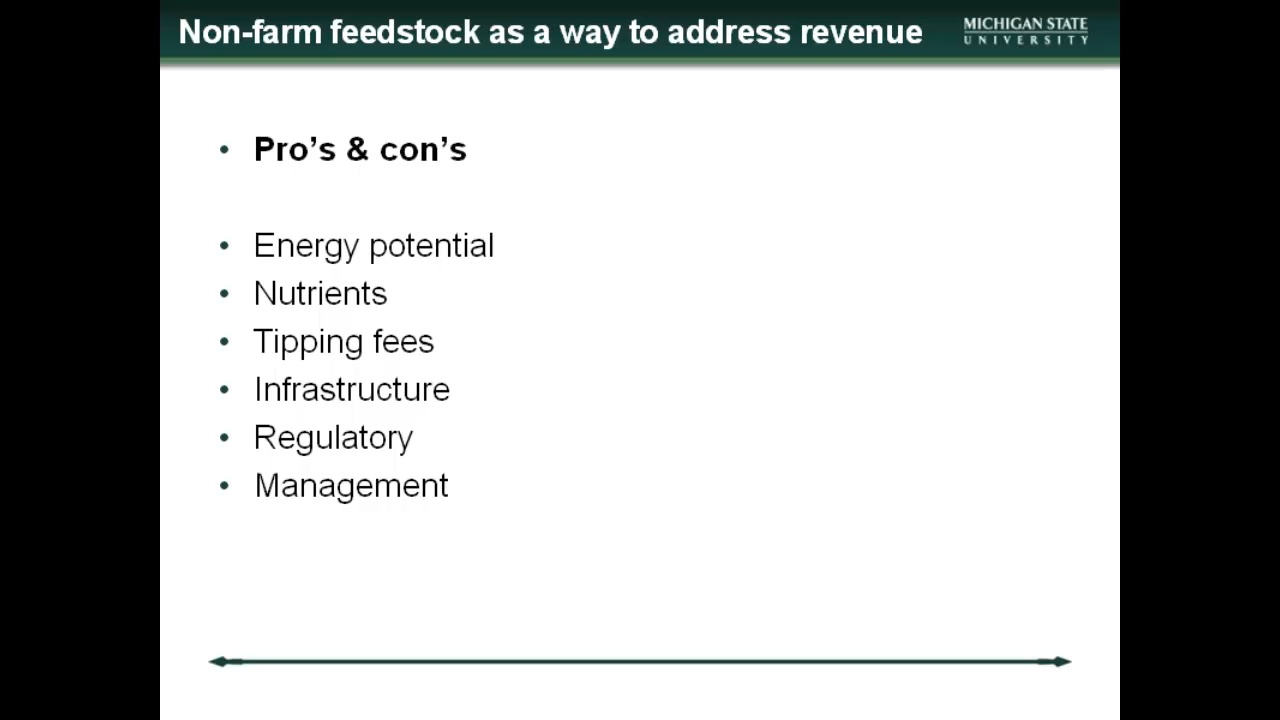 Non-farm feedstock as a way to address revenue
MICHIGAN STATE
UNIVERSITY
• Pro’s & con’s
• Energy potential
• Nutrients
• Tipping fees
• Infrastructure
• Regulatory
• Management